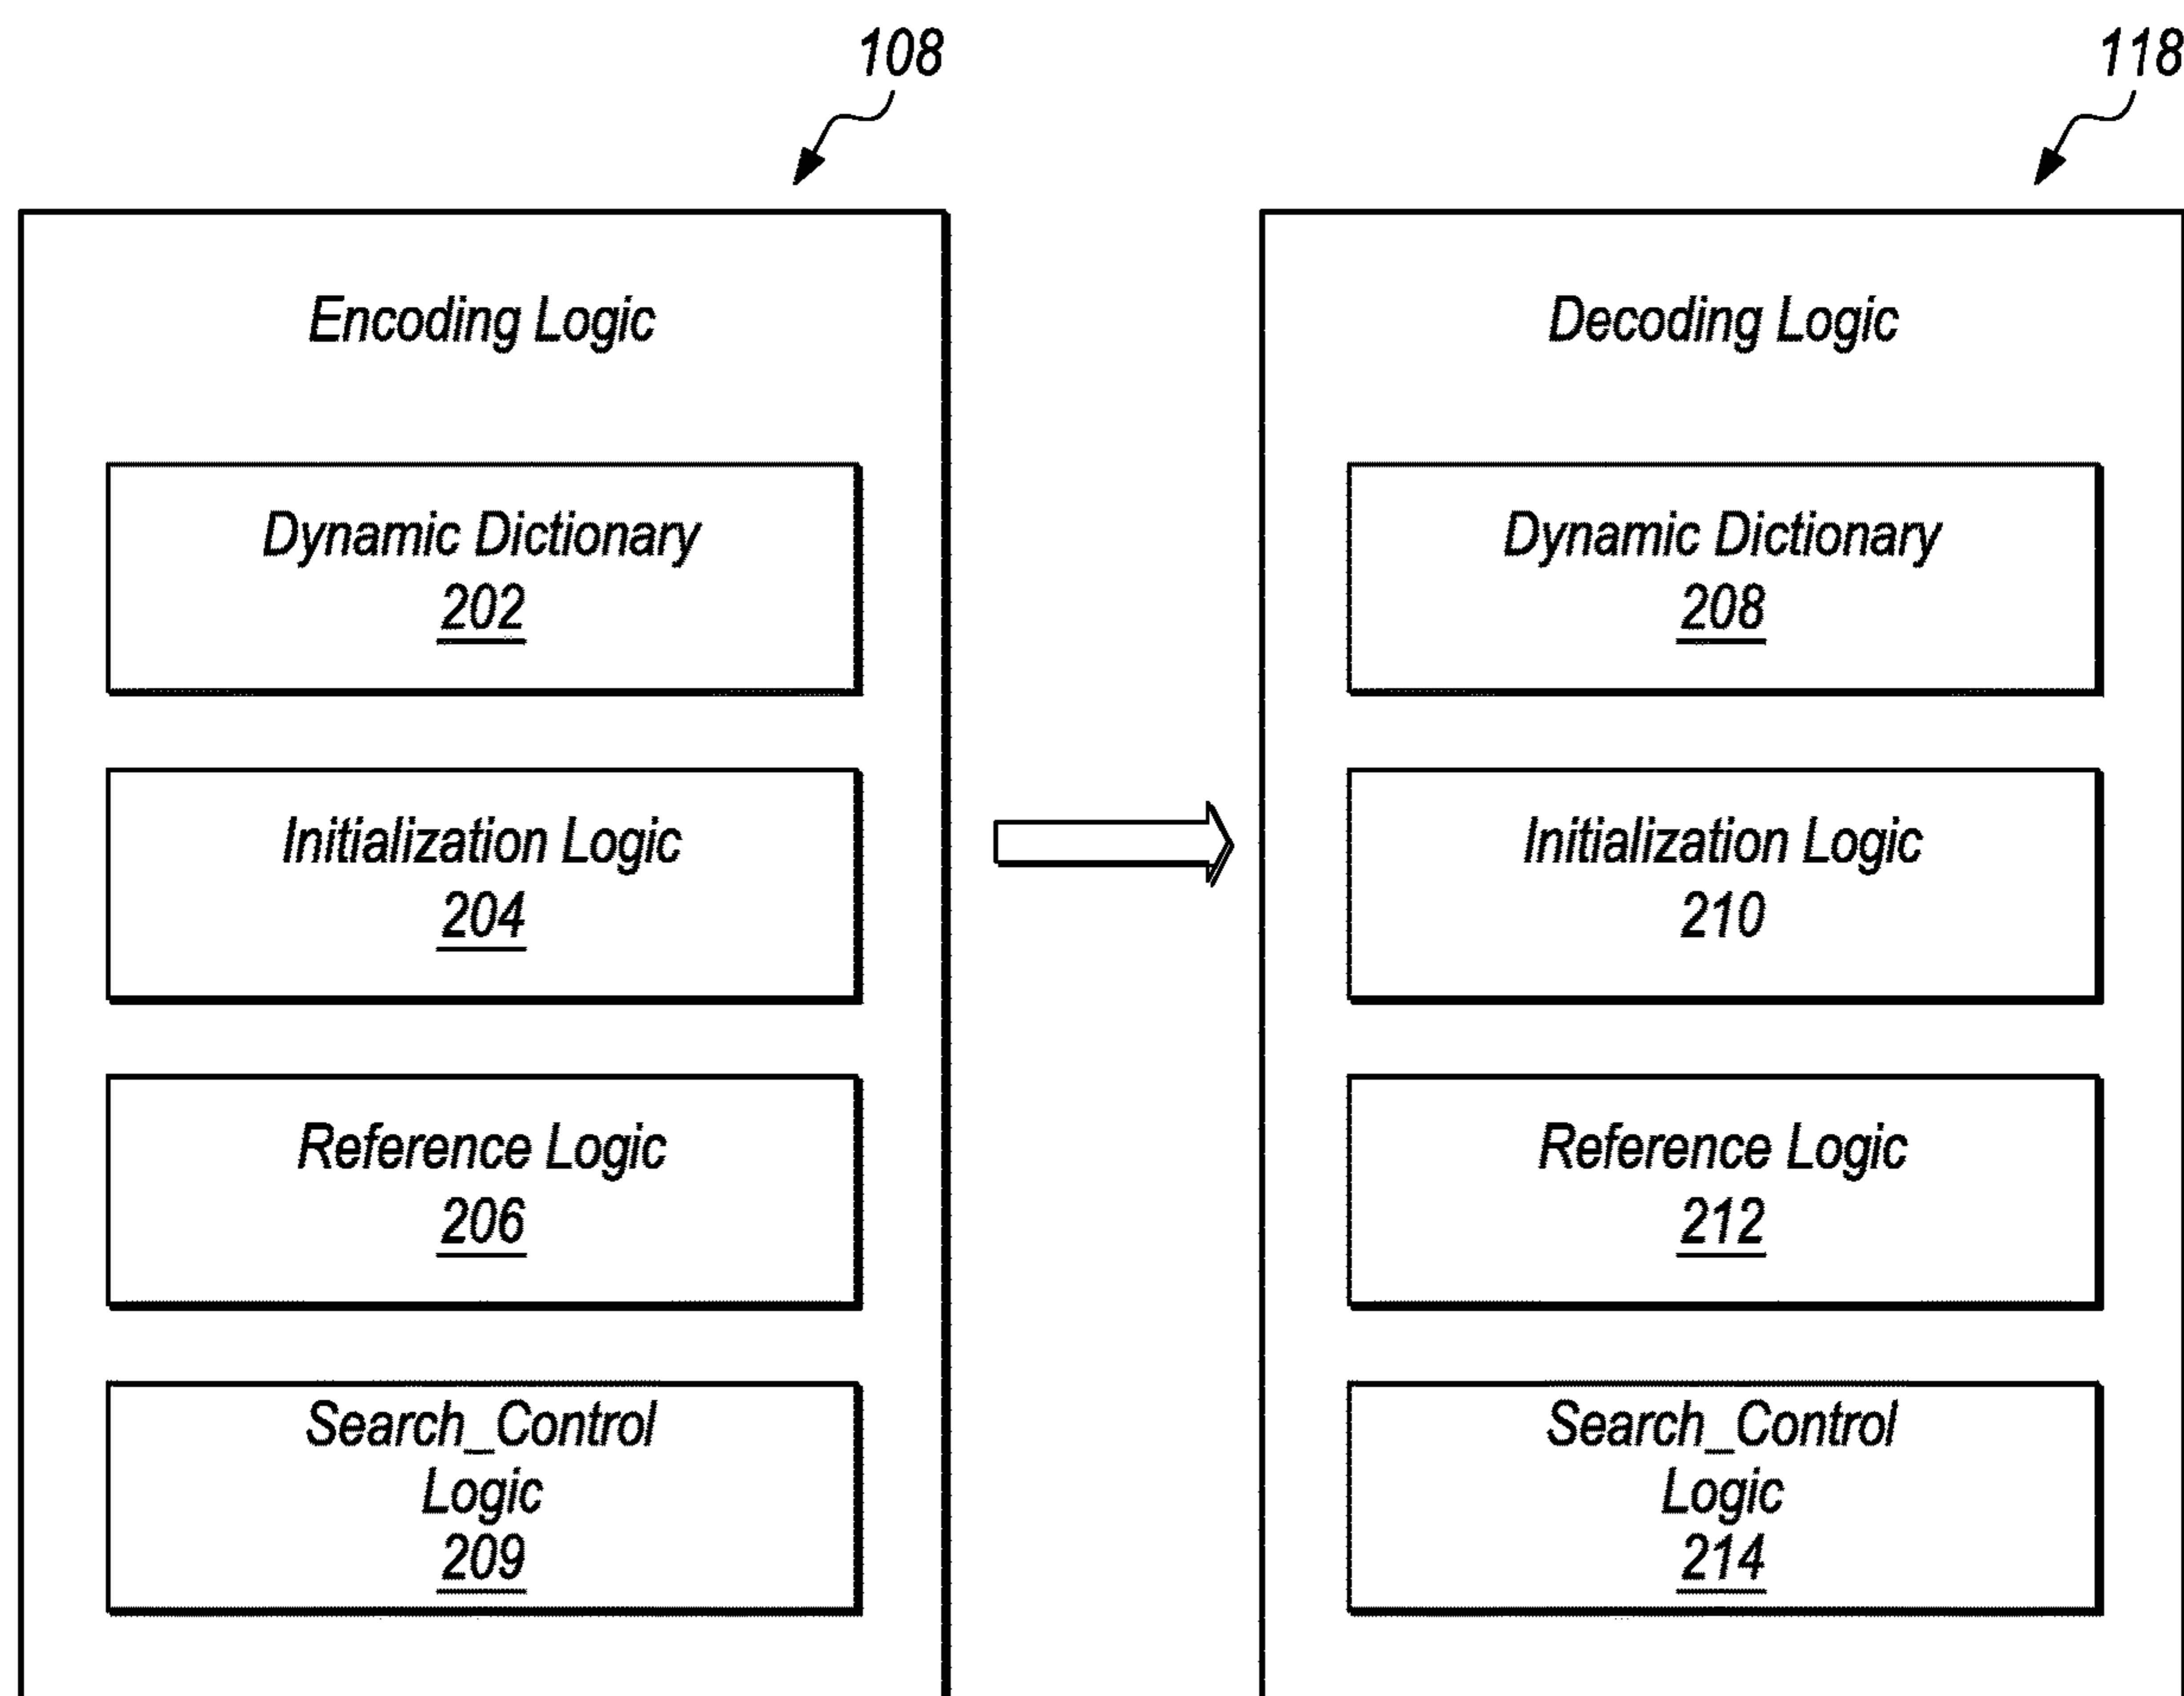 108
Encoding Logic
Dynamic Dictionary
202
Initialization Logic
204
Reference Logic
206
Search_Control
Logic
209
118
Decoding Logic
Dynamic Dictionary
208
Initialization Logic
210
Reference Logic
212
Search_Control
Logic
214